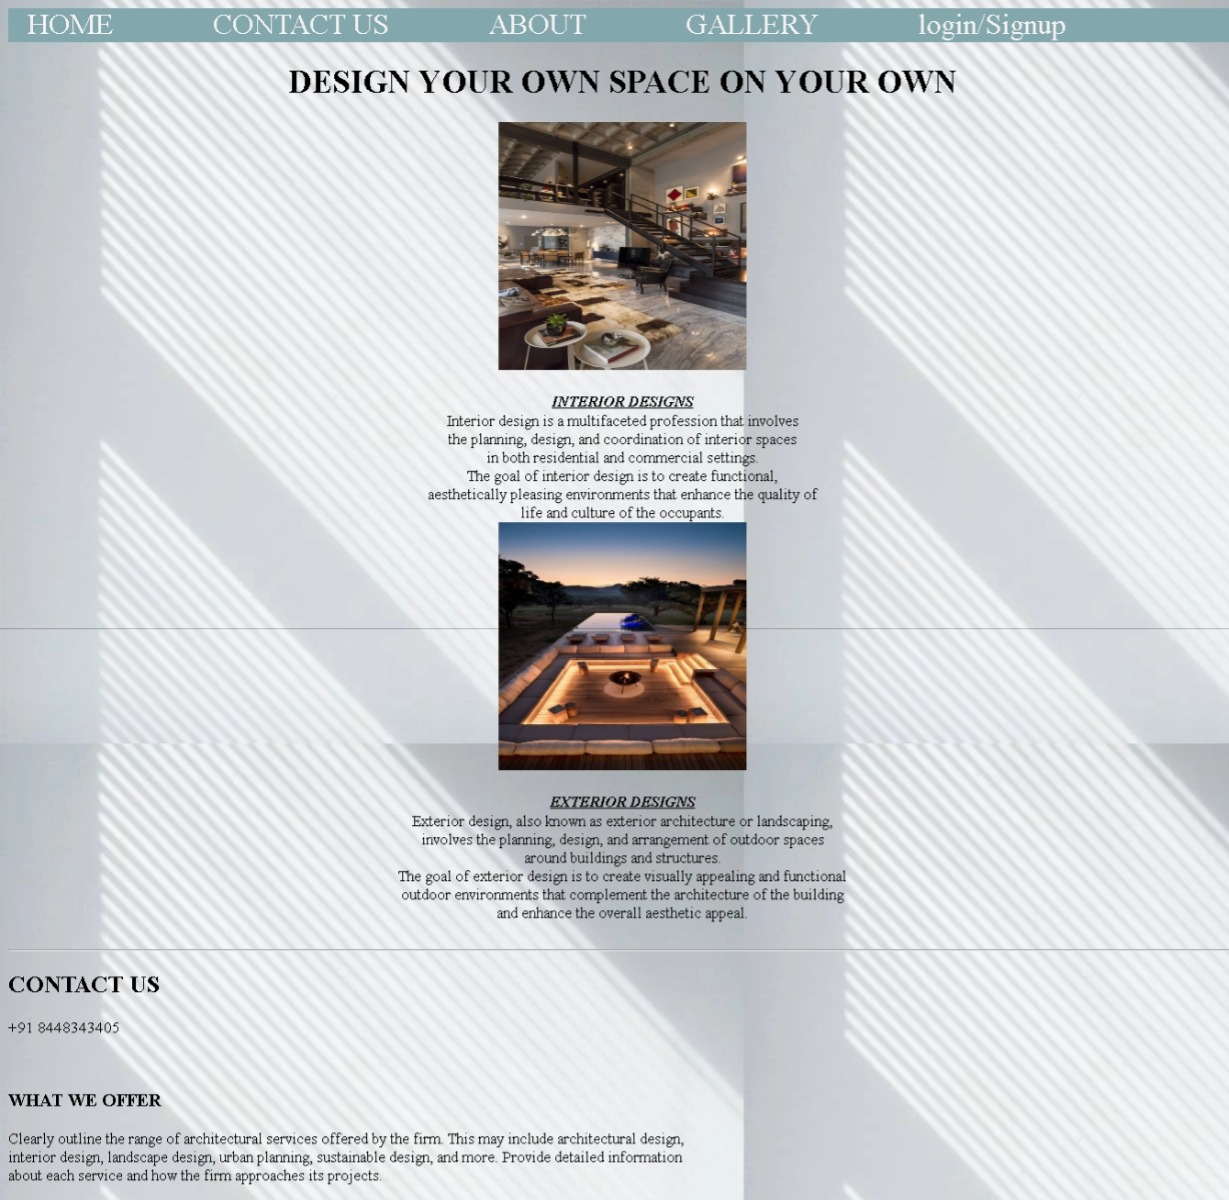 HOME CONTACT US ABOUT GALLERY login/Signup
DESIGN YOUR OWN SPACE ON YOUR OWN
INTERIOR DESIGNS
Interior design is a multifaceted profession that involves
the planning, design, and coordination of interior spaces
in both residential and commercial settings.
The goal of interior design is to create functional,
aesthetically pleasing environments that enhance the quality of
life and culture of the occupants.
EXTERIOR DESIGNS
Exterior design, also known as exterior architecture or landscaping,
involves the planning, design, and arrangement of outdoor spaces
around buildings and structures.
The goal of exterior design is to create visually appealing and functional
outdoor environments that complement the architecture of the building
and enhance the overall aesthetic appeal.
CONTACT US
+91 8448343405
WHAT WE OFFER
Clearly outline the range of architectural services offered by the firm. This may include architectural design,
interior design, landscape design, urban planning, sustainable design, and more. Provide detailed information
about each service and how the firm approaches its projects.